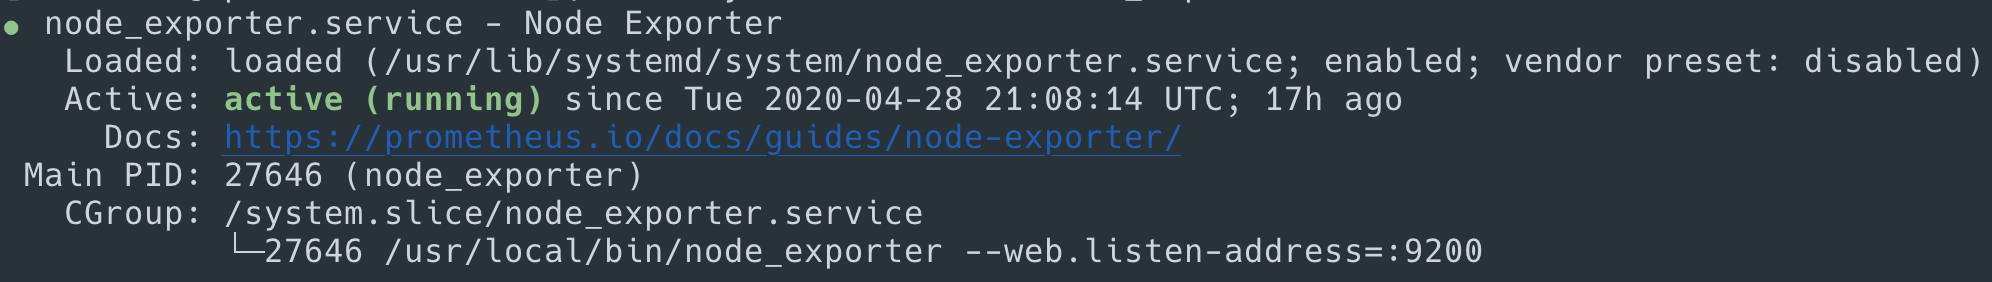 ● node_exporter.service - Node Exporter
Loaded: loaded (/usr/lib/systemd/system/node_exporter.service; enabled; vendor preset: disabled)
Active: active (running) since Tue 2020-04-28 21:08:14 UTC; 17h ago
Docs: https://prometheus.io/docs/guides/node-exporter/
Main PID: 27646 (node_exporter)
CGroup: /system.slice/node_exporter.service
└─27646 /usr/local/bin/node_exporter --web.listen-address=:9200